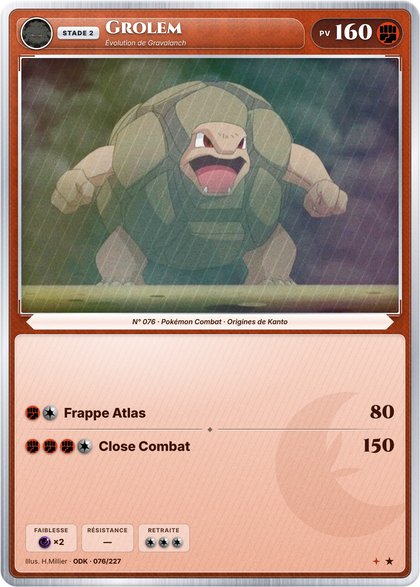 STADE 2
GROLEM
Évolution de Gravalanch
PV 160
N° 076 · Pokémon Combat · Origines de Kanto
Frappe Atlas 80
Close Combat 150
FAIBLESSE
×2
RÉSISTANCE
—
RETRAITE
Illus. H.Millier · ODK · 076/227